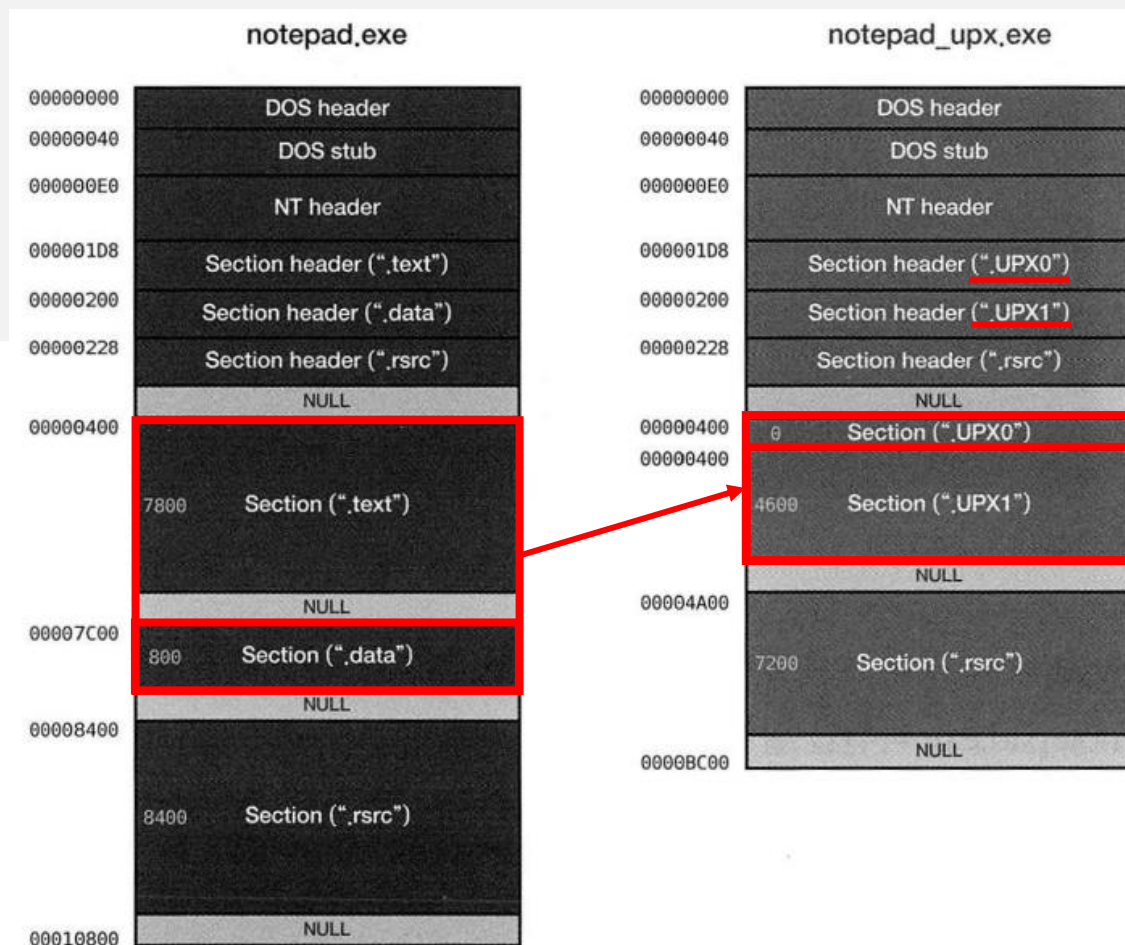 notepad.exe
00000000 DOS header
00000040 DOS stub
000000E0 NT header
000001D8 Section header (“.text”)
00000200 Section header (“.data”)
00000228 Section header (“.rsrc”)
NULL
00000400
7800 Section (“.text”)
NULL
00007C00
800 Section (“.data”)
NULL
00008400
8400 Section (“.rsrc”)
NULL
00010800
notepad_upx.exe
00000000 DOS header
00000040 DOS stub
000000E0 NT header
000001D8 Section header (“.UPX0”)
00000200 Section header (“.UPX1”)
00000228 Section header (“.rsrc”)
NULL
00000400 0 Section (“.UPX0”)
00000400
4600 Section (“.UPX1”)
NULL
00004A00
7200 Section (“.rsrc”)
NULL
0000BC00